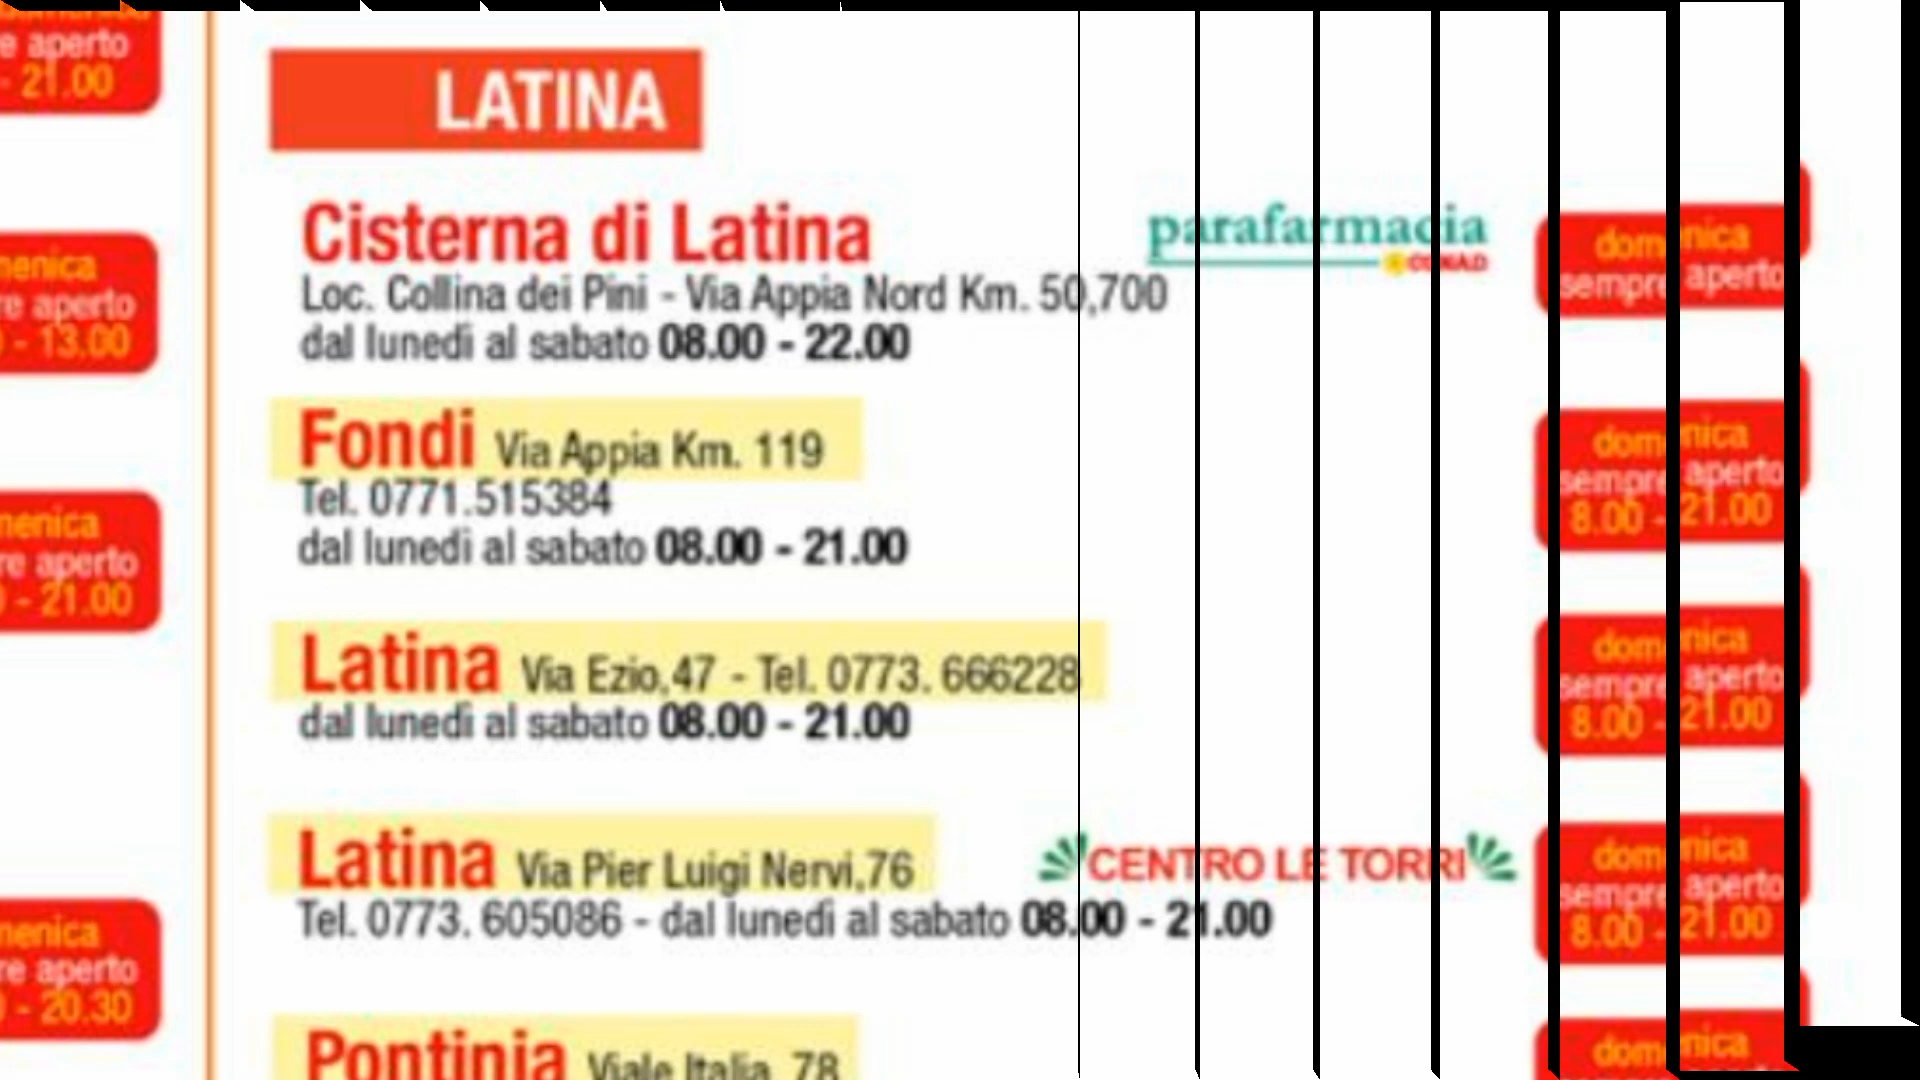 e aperto
- 21.00
menica
re aperto
- 13.00
menica
re aperto
- 21.00
menica
re aperto
- 20.30
LATINA
Cisterna di Latina
parafarmacia
CONAD
Loc. Collina dei Pini - Via Appia Nord Km. 50,700
dal lunedì al sabato 08.00 - 22.00
domenica
sempre aperto
Fondi Via Appia Km. 119
Tel. 0771.515384
dal lunedì al sabato 08.00 - 21.00
domenica
sempre aperto
8.00 - 21.00
Latina Via Ezio,47 - Tel. 0773. 666228
dal lunedì al sabato 08.00 - 21.00
domenica
sempre aperto
8.00 - 21.00
Latina Via Pier Luigi Nervi,76
CENTRO LE TORRI
Tel. 0773. 605086 - dal lunedì al sabato 08.00 - 21.00
domenica
sempre aperto
8.00 - 21.00
Pontinia Viale Italia, 78
domenica